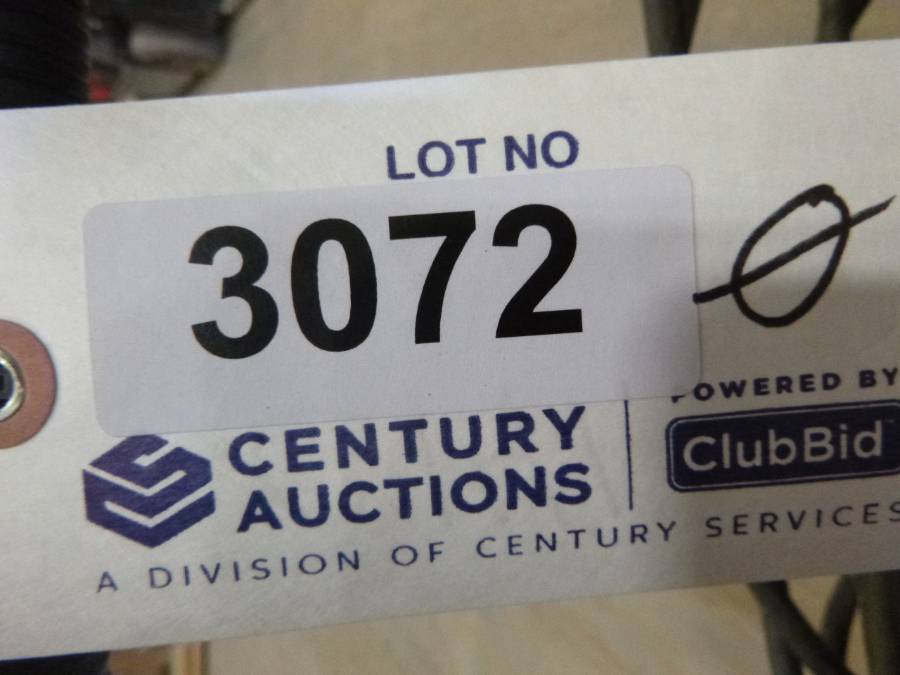 LOT NO
3072 Ø
CENTURY
AUCTIONS
POWERED BY
ClubBid
A DIVISION OF CENTURY SERVICES